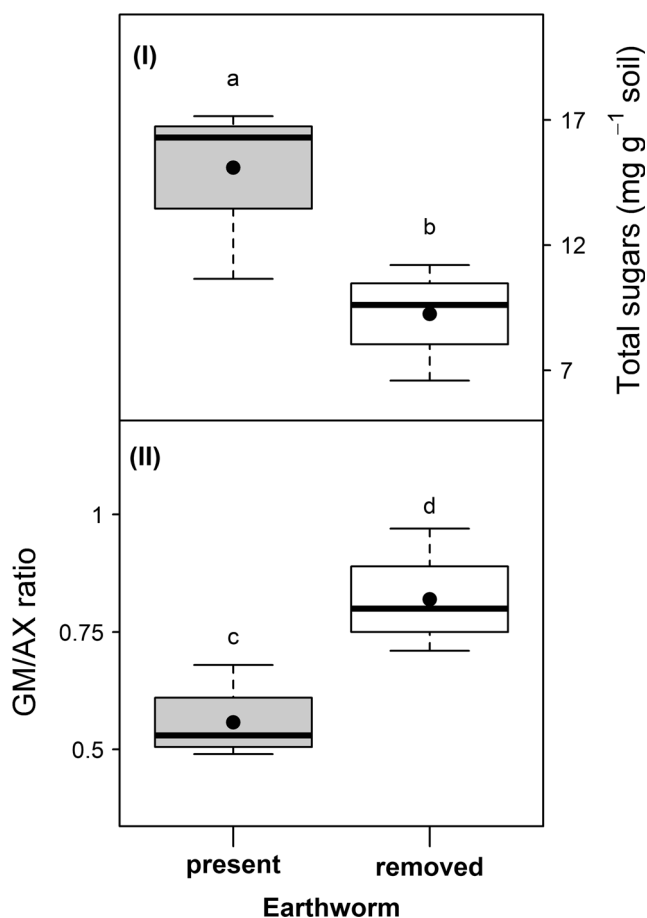 (I)
a
17
b
12
7
Total sugars (mg g⁻¹ soil)
(II)
d
1
c
0.75
0.5
GM/AX ratio
present removed
Earthworm